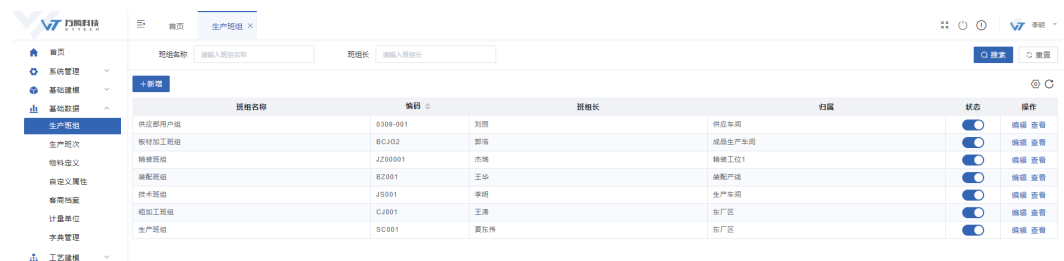 万腾科技
VTTECH
首页
生产班组 ×
李明
首页
系统管理
基础建模
基础数据
生产班组
生产班次
物料定义
自定义属性
客商档案
计量单位
字典管理
工艺建模
班组名称 请输入班组名称 班组长 请输入班组长 搜索 重置
+新增
班组名称 编码 班组长 归属 状态 操作
供应部用户组 0309-001 刘丽 供应车间 编辑 查看
板材加工班组 BCJG2 郭浩 成品生产车间 编辑 查看
精装班组 JZ00001 杰瑞 精装工位1 编辑 查看
装配班组 BZ001 王华 装配产线 编辑 查看
技术班组 JS001 李明 生产车间 编辑 查看
粗加工班组 CJ001 王涛 东厂区 编辑 查看
生产班组 SC001 夏东伟 东厂区 编辑 查看